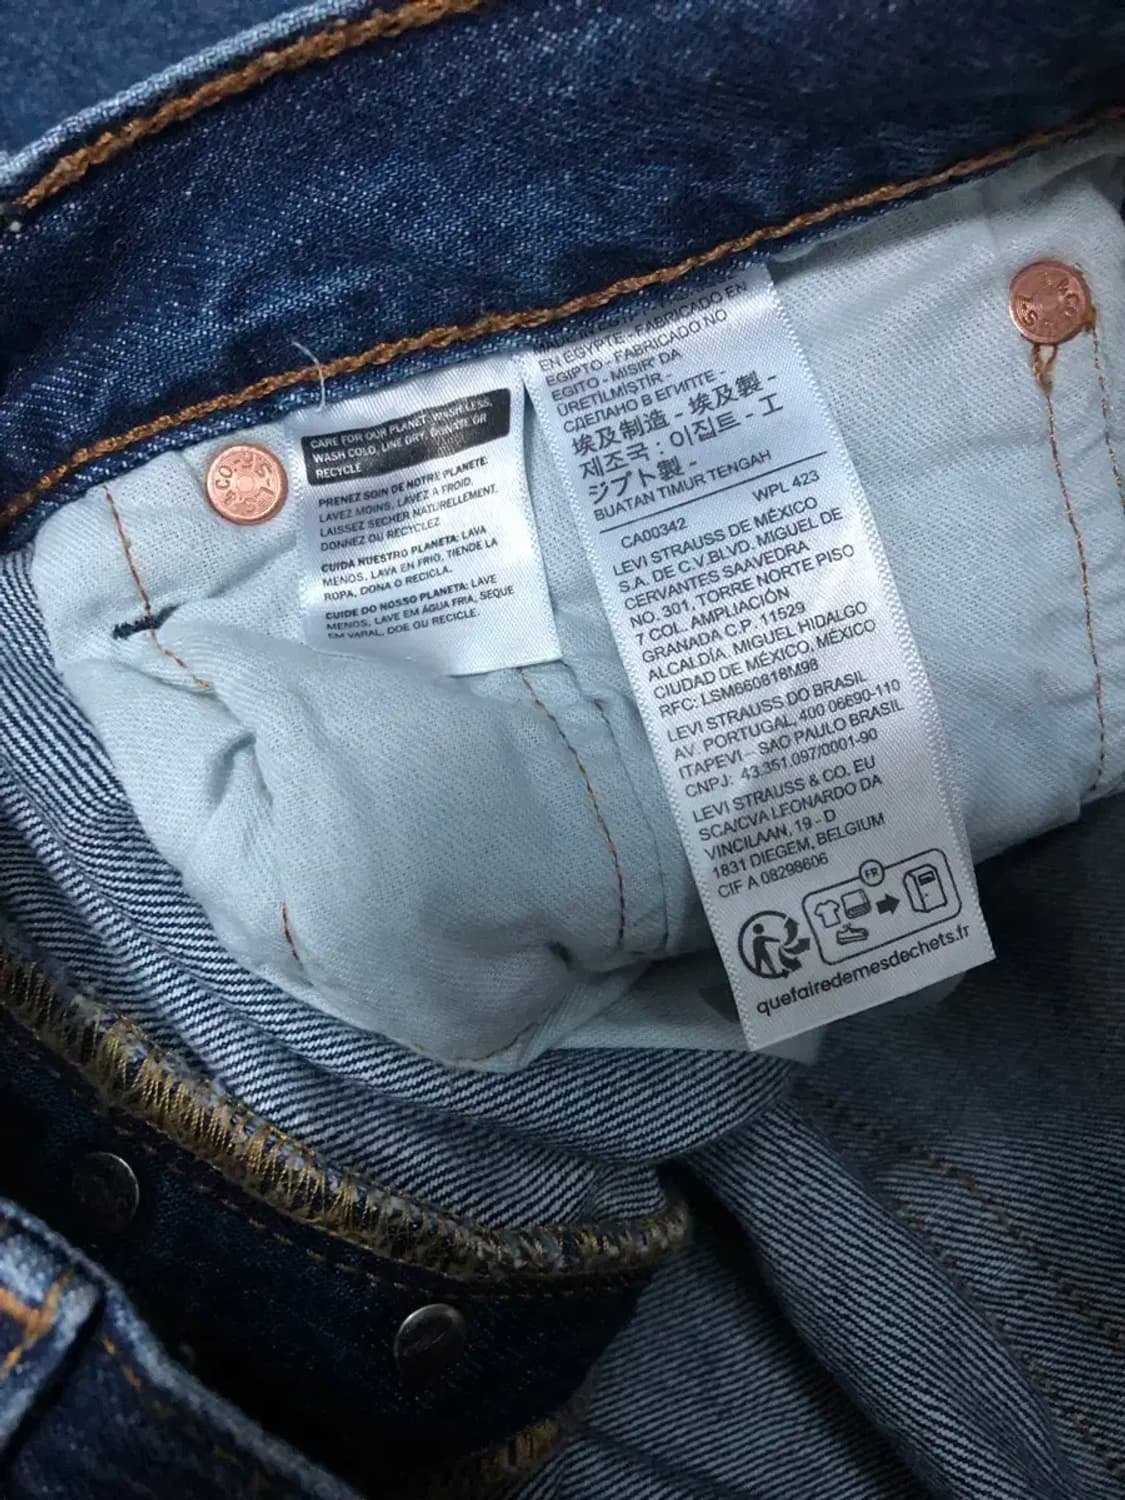 CARE FOR OUR PLANET: WASH LESS,
WASH COLD, LINE DRY, DONATE OR
RECYCLE
PRENEZ SOIN DE NOTRE PLANETE:
LAVEZ MOINS, LAVEZ A FROID,
LAISSEZ SECHER NATURELLEMENT,
DONNEZ OU RECYCLEZ
CUIDA NUESTRO PLANETA: LAVA
MENOS, LAVA EN FRIO, TIENDE LA
ROPA, DONA O RECICLA.
CUIDE DO NOSSO PLANETA: LAVE
MENOS, LAVE EM ÁGUA FRIA, SEQUE
EM VARAL, DOE OU RECICLE.
FABRICADO EN
EN EGYPTE - FABRICADO NO
EGIPTO - FABRICADO NO
EGITO - MISIR' DA
ÜRETILMISTIR -
СДЕЛАНО В ЕГИПТЕ -
埃及制造 - 埃及製 -
제조국 : 이집트 - エ
ジプト製 -
BUATAN TIMUR TENGAH
WPL 423
CA00342
LEVI STRAUSS DE MÉXICO
S.A. DE C.V.BLVD. MIGUEL DE
CERVANTES SAAVEDRA
NO. 301, TORRE NORTE PISO
7 COL. AMPLIACIÓN
GRANADA C.P. 11529
ALCALDÍA MIGUEL HIDALGO
CIUDAD DE MÉXICO, MÉXICO
RFC: LSM660818M98
LEVI STRAUSS DO BRASIL
AV. PORTUGAL, 400 06690-110
ITAPEVI - SAO PAULO BRASIL
CNPJ: 43.351.097/0001-90
LEVI STRAUSS & CO. EU
SCA/CVA LEONARDO DA
VINCILAAN, 19 - D
1831 DIEGEM, BELGIUM
CIF A 08298606
FR
quefairedemesdechets.fr